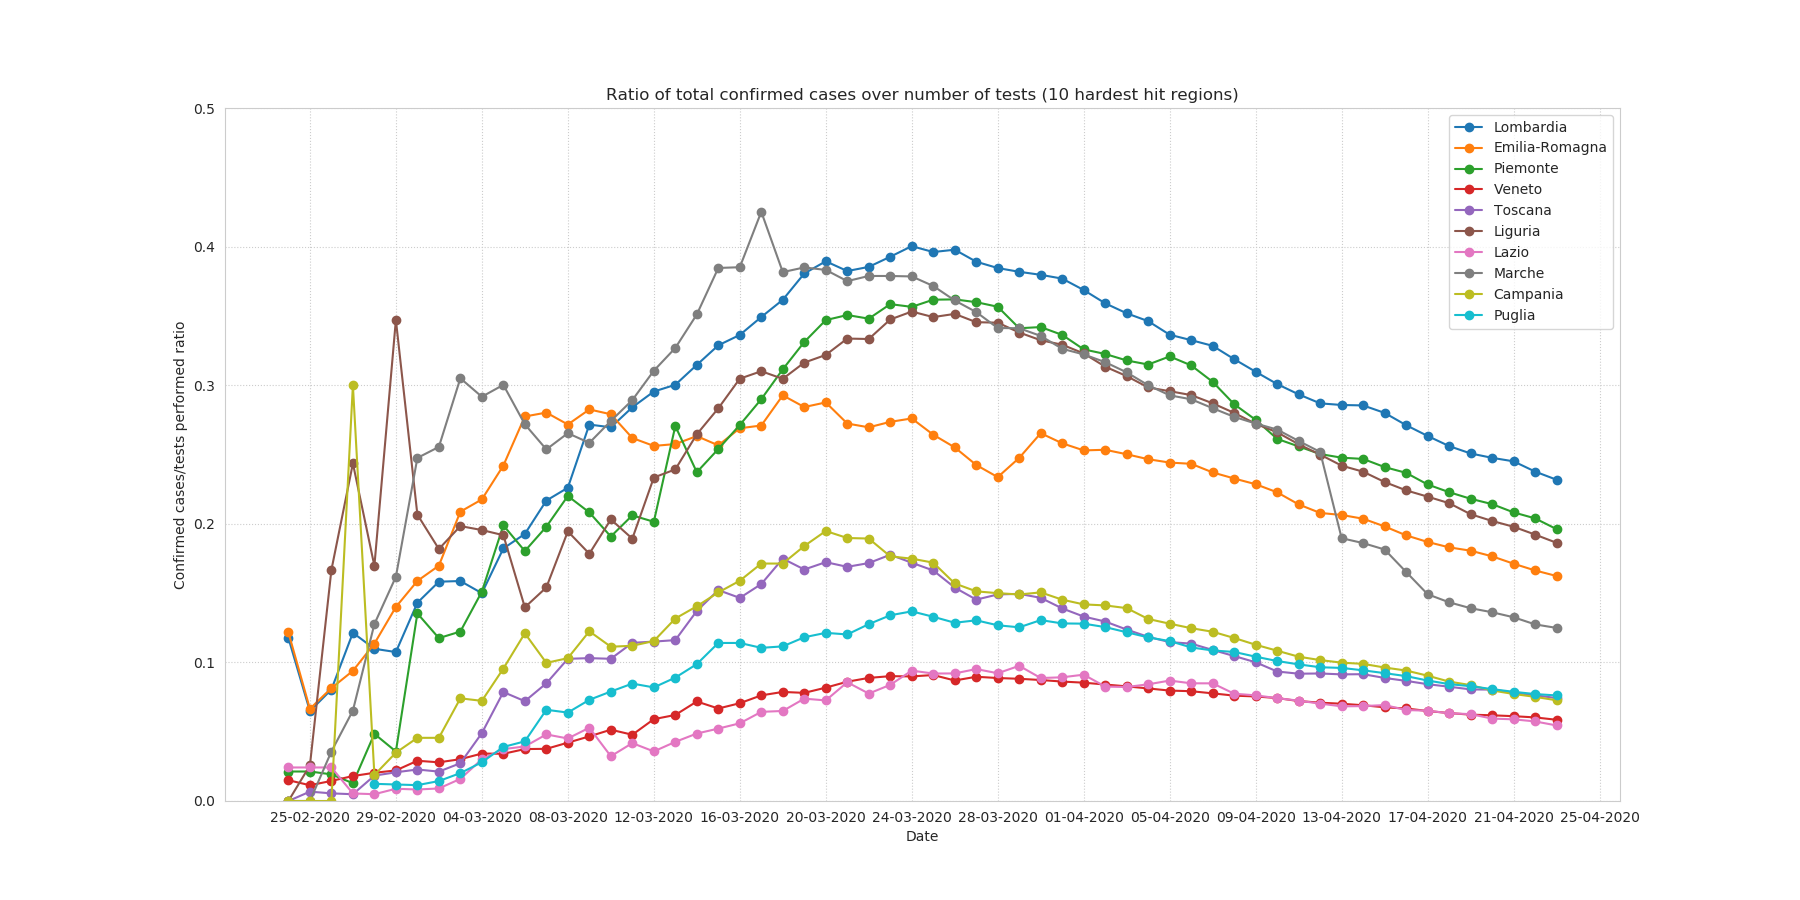 Ratio of total confirmed cases over number of tests (10 hardest hit regions)
0.5
0.4
0.3
0.2
0.1
0.0
Confirmed cases/tests performed ratio
Lombardia
Emilia-Romagna
Piemonte
Veneto
Toscana
Liguria
Lazio
Marche
Campania
Puglia
25-02-2020 29-02-2020 04-03-2020 08-03-2020 12-03-2020 16-03-2020 20-03-2020 24-03-2020 28-03-2020 01-04-2020 05-04-2020 09-04-2020 13-04-2020 17-04-2020 21-04-2020 25-04-2020
Date